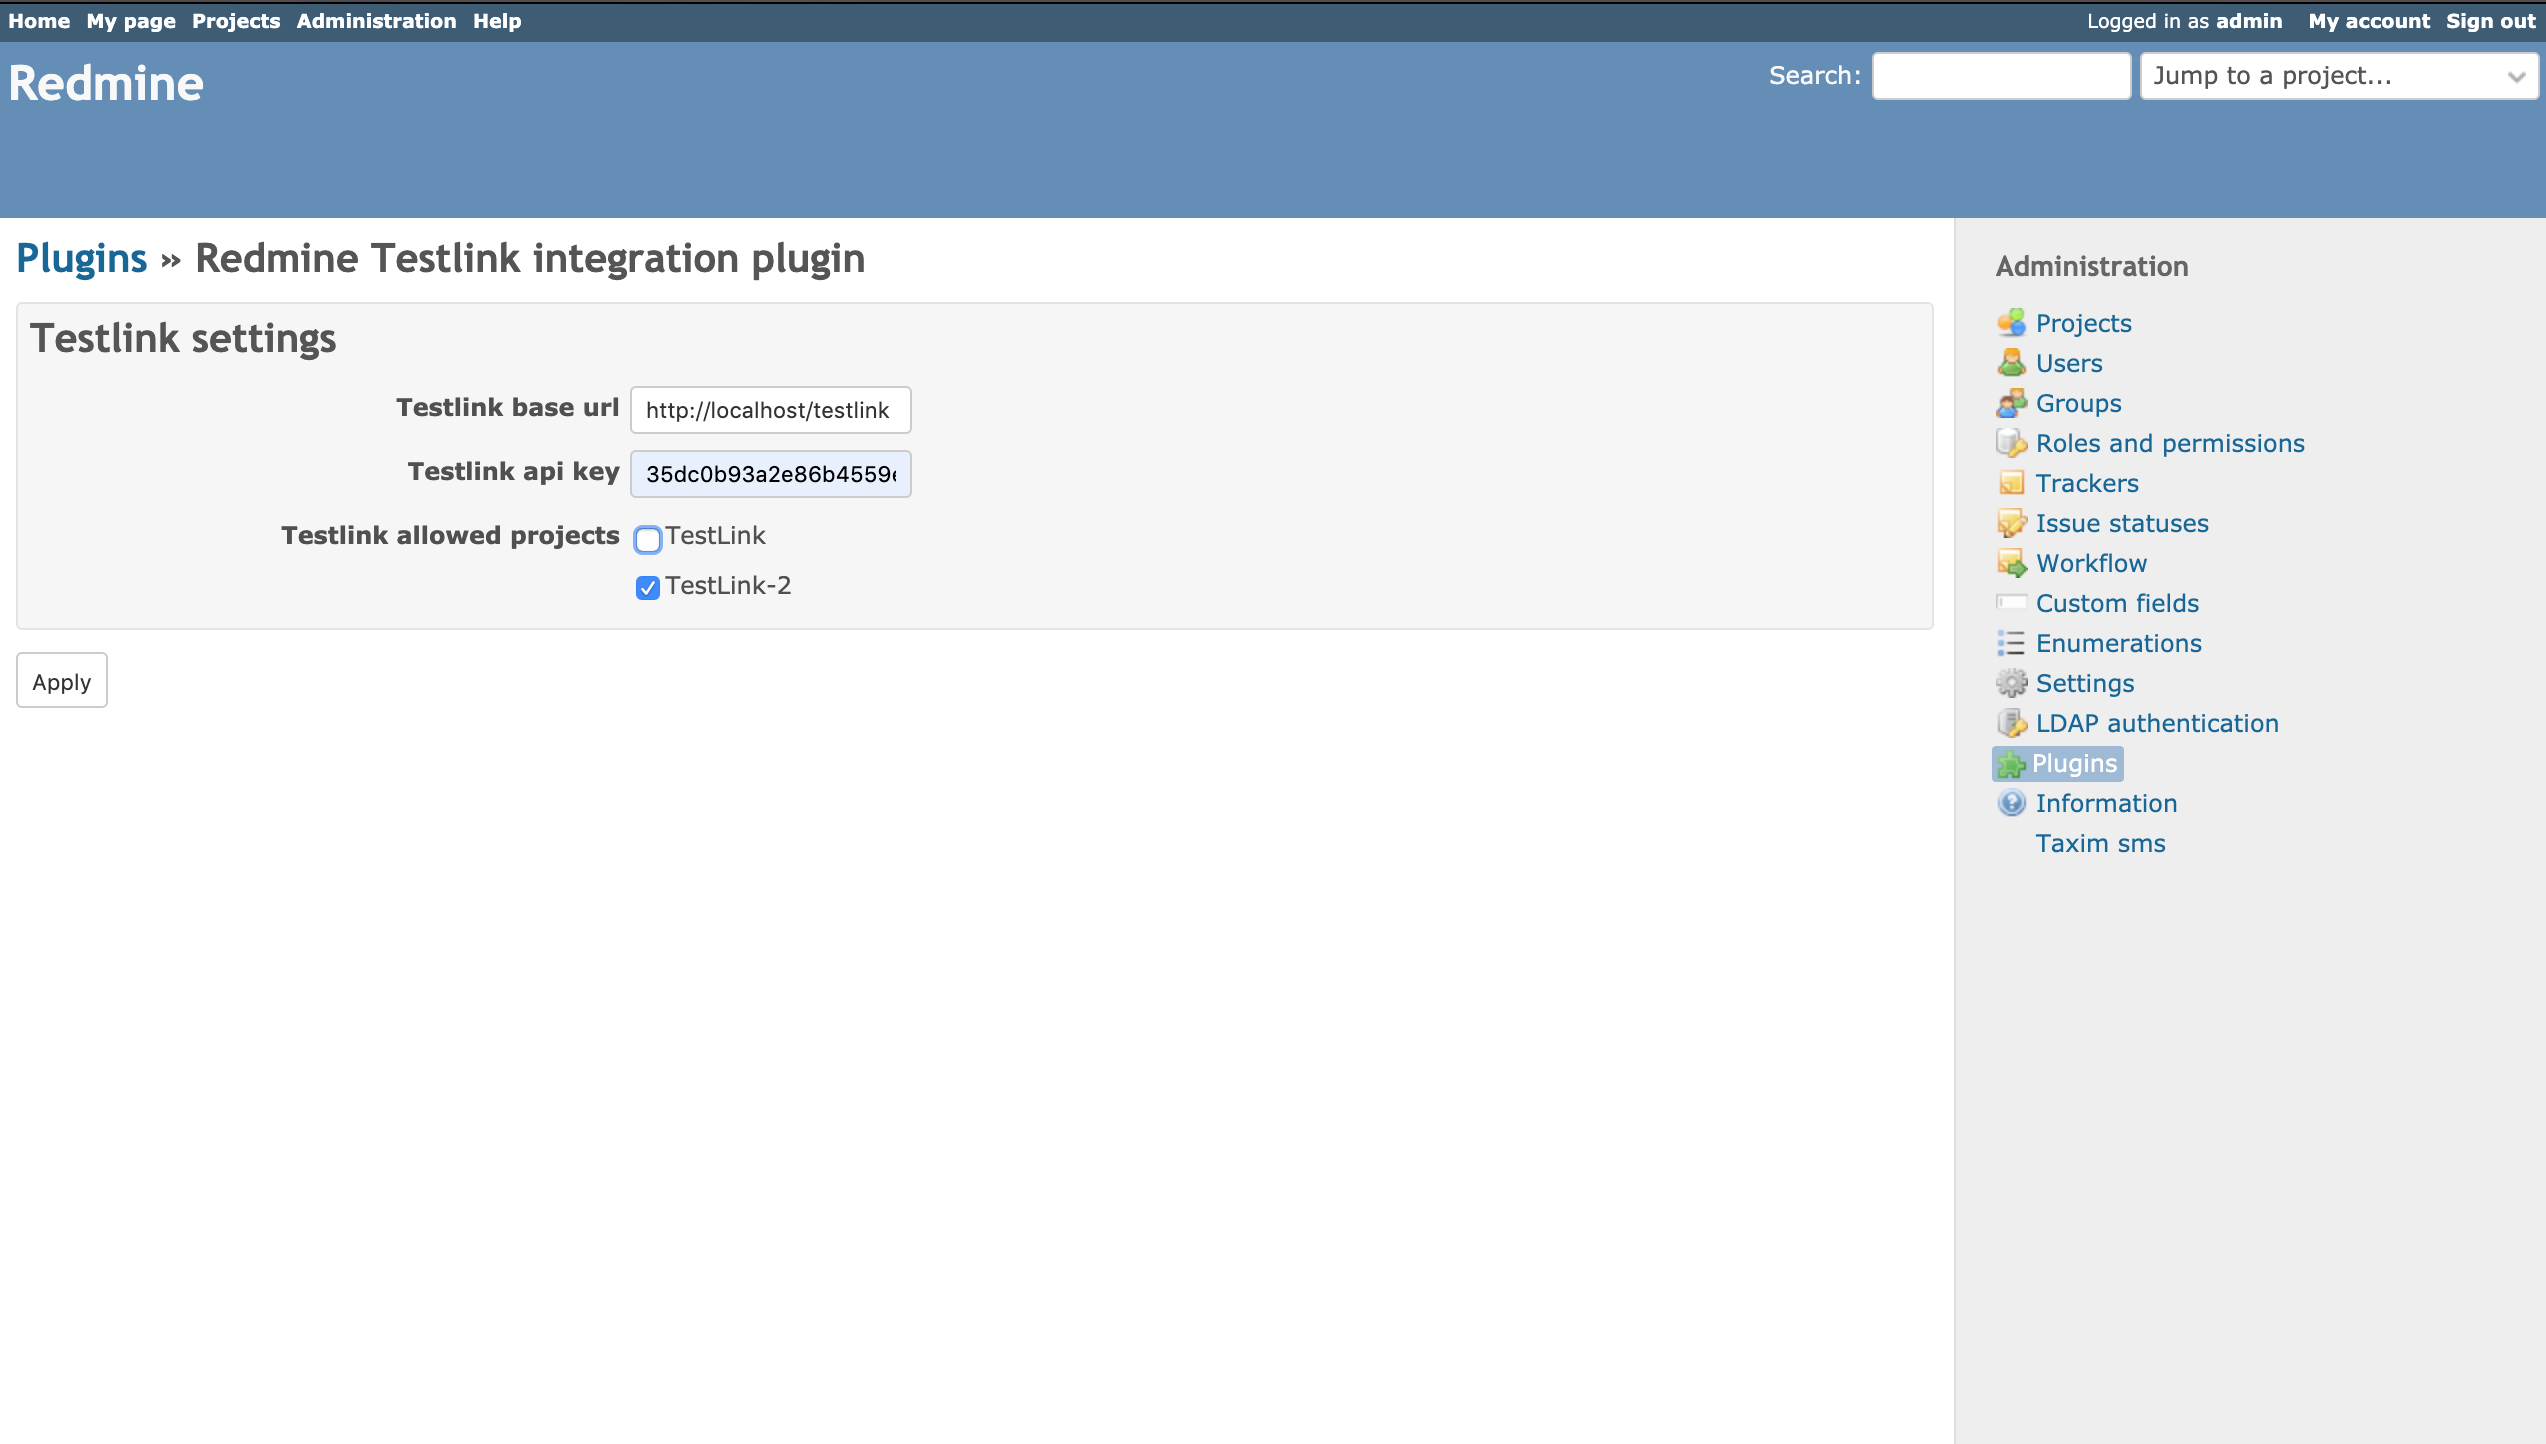 Home My page Projects Administration Help
Logged in as admin My account Sign out
Redmine
Search: Jump to a project...
Plugins » Redmine Testlink integration plugin
Testlink settings
Testlink base url http://localhost/testlink
Testlink api key 35dc0b93a2e86b4559
Testlink allowed projects TestLink
TestLink-2
Apply
Administration
Projects
Users
Groups
Roles and permissions
Trackers
Issue statuses
Workflow
Custom fields
Enumerations
Settings
LDAP authentication
Plugins
Information
Taxim sms